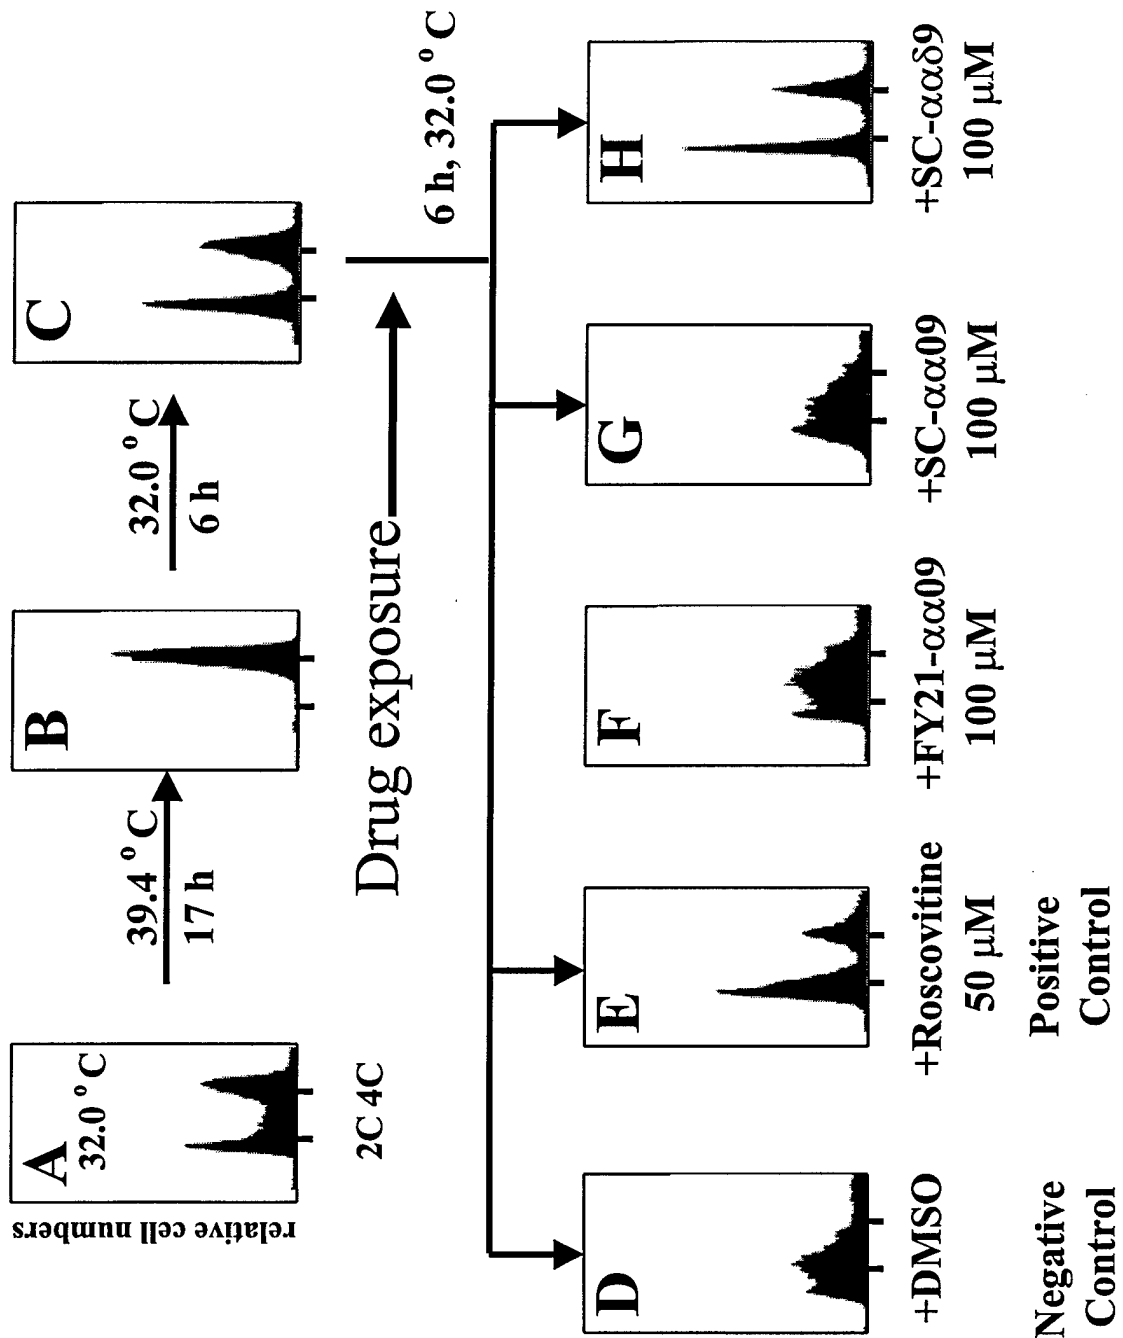 relative cell numbers
A
32.0 °C
2C 4C
39.4 °C
17 h
B
32.0 °C
6 h
C
Drug exposure
6 h, 32.0 °C
D
+DMSO
Negative
Control
E
+Roscovitine
50 μM
Positive
Control
F
+FY21-αα09
100 μM
G
+SC-αα09
100 μM
H
+SC-ααδ9
100 μM